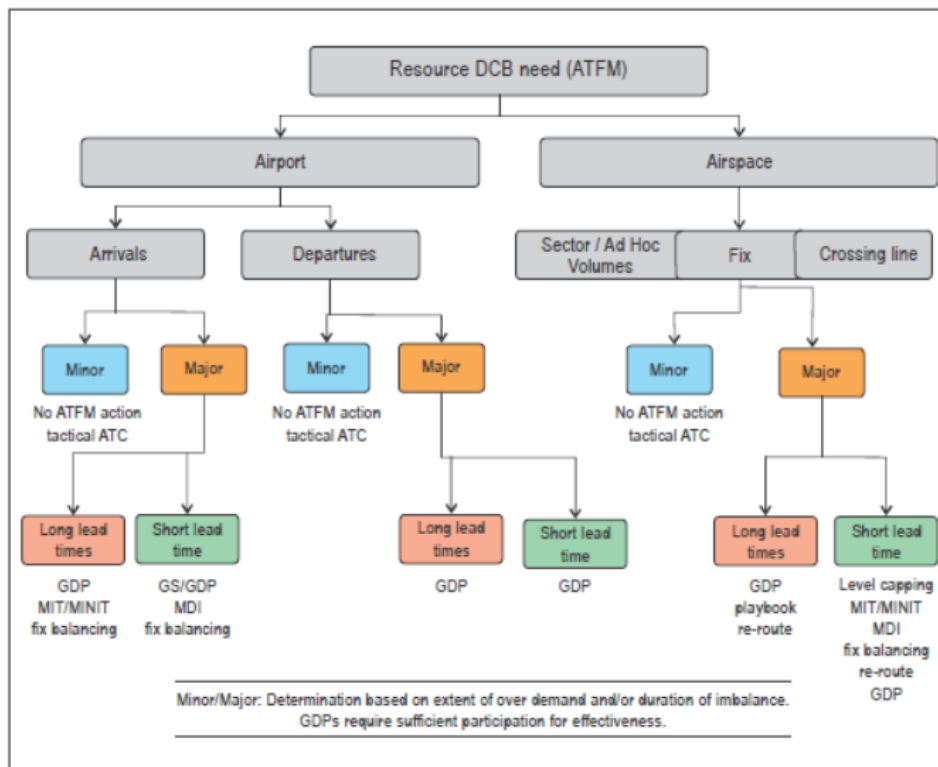 Resource DCB need (ATFM)
Airport
Airspace
Arrivals
Departures
Sector / Ad Hoc
Volumes
Fix
Crossing line
Minor
Major
Minor
Major
Minor
Major
No ATFM action
tactical ATC
No ATFM action
tactical ATC
No ATFM action
tactical ATC
Long lead
times
Short lead
time
Long lead
times
Short lead
time
Long lead
times
Short lead
time
GDP
MIT/MINIT
fix balancing
GS/GDP
MDI
fix balancing
GDP
GDP
GDP
playbook
re-route
Level capping
MIT/MINIT
MDI
fix balancing
re-route
GDP
Minor/Major: Determination based on extent of over demand and/or duration of imbalance.
GDPs require sufficient participation for effectiveness.